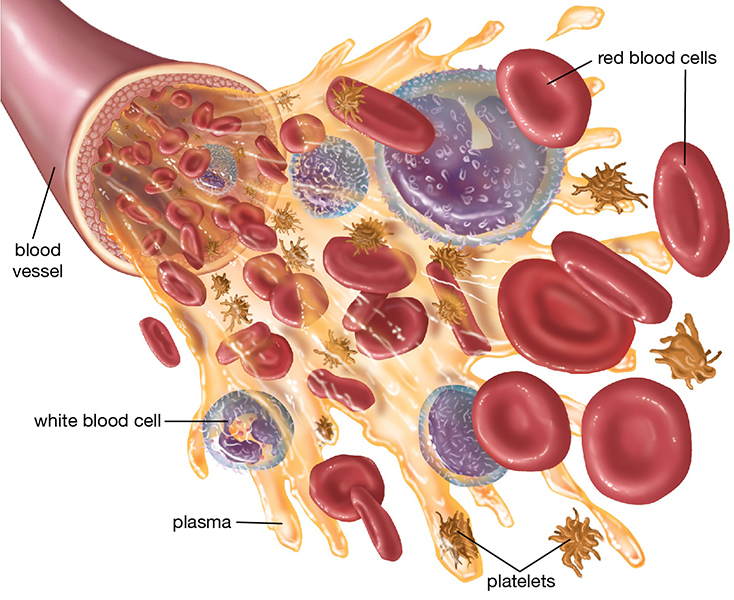 red blood cells
blood
vessel
white blood cell
plasma
platelets